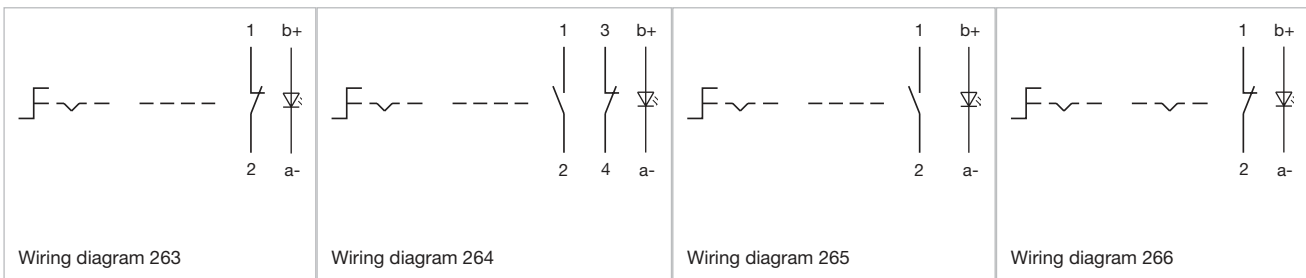 1 b+
2 a-
Wiring diagram 263
1 3 b+
2 4 a-
Wiring diagram 264
1 b+
2 a-
Wiring diagram 265
1 b+
2 a-
Wiring diagram 266